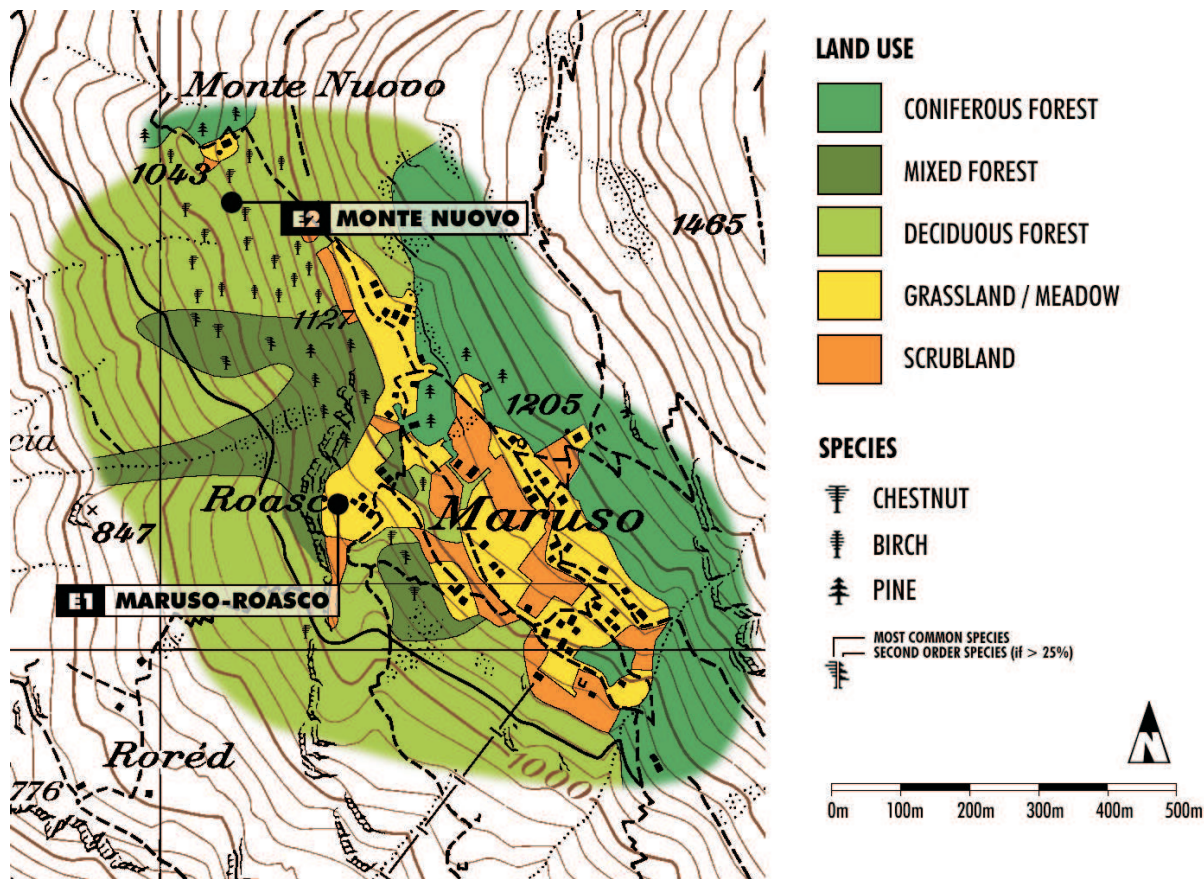 Monte Nuovo
1043
E2 MONTE NUOVO
1465
1127
1205
cia
Roasc
Maruso
847
E1 MARUSO-ROASCO
Roréd
1000
776
LAND USE
CONIFEROUS FOREST
MIXED FOREST
DECIDUOUS FOREST
GRASSLAND / MEADOW
SCRUBLAND
SPECIES
CHESTNUT
BIRCH
PINE
MOST COMMON SPECIES
SECOND ORDER SPECIES (if > 25%)
N
0m 100m 200m 300m 400m 500m